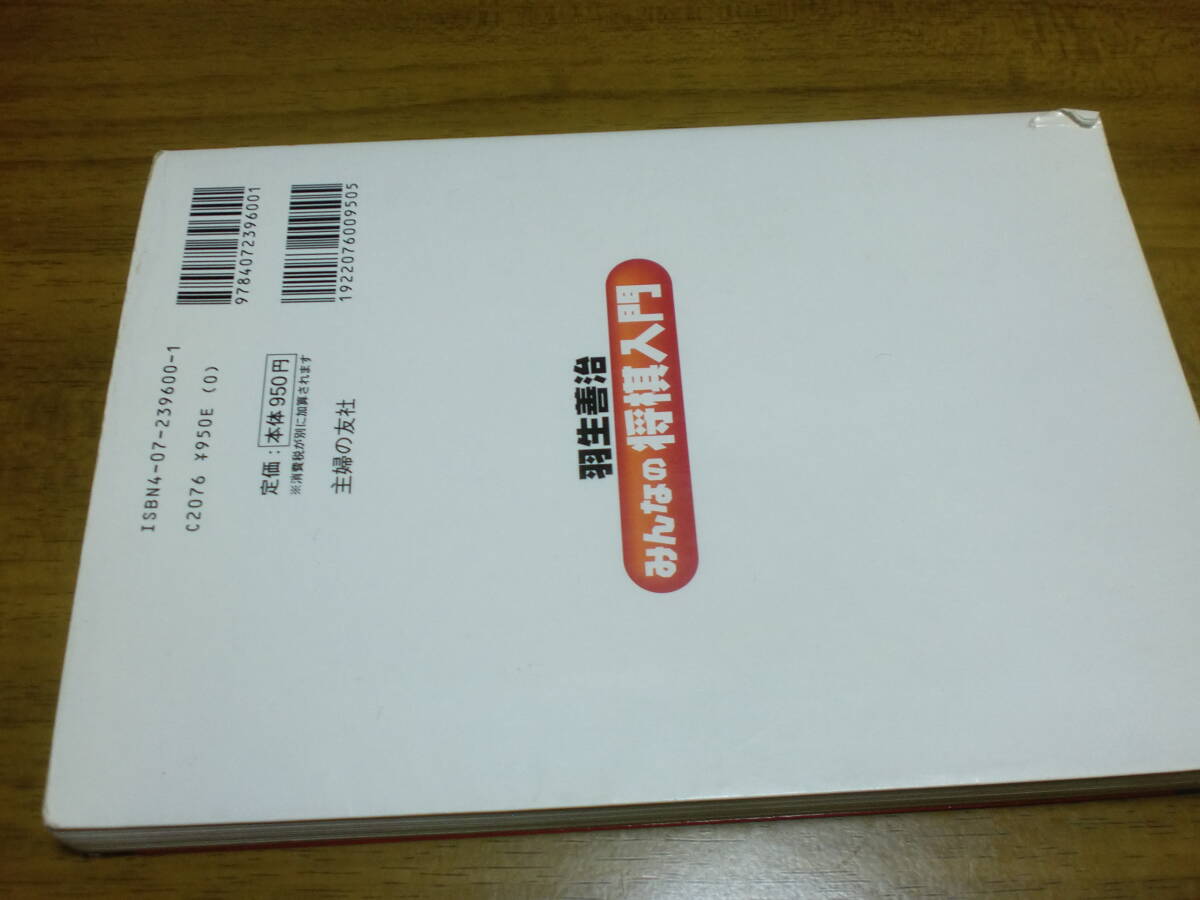 9784072396001
1922076009505
ISBN4-07-239600-1
C2076 ¥950E (0)
定価:本体950円
※消費税が別に加算されます
主婦の友社
羽生善治
みんなの将棋入門